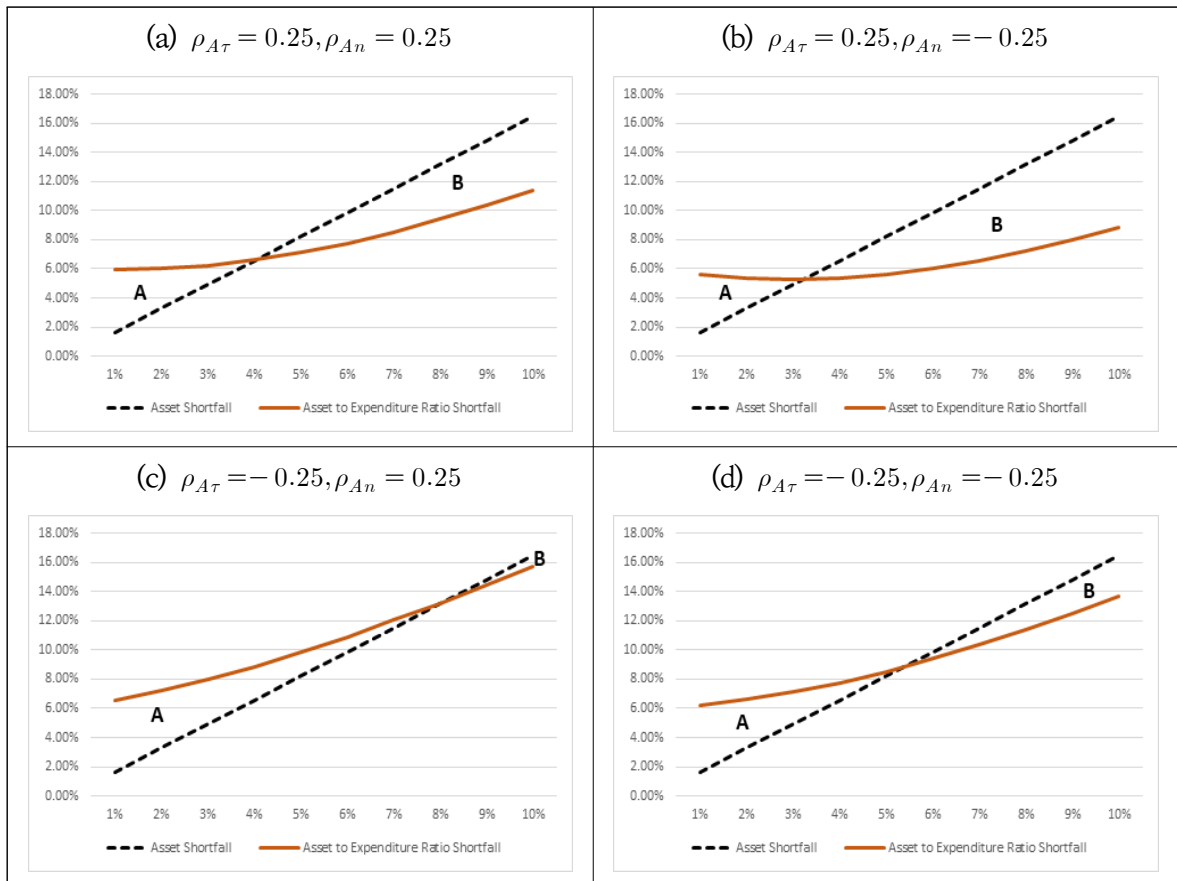 (a) ρ_{Aτ} = 0.25, ρ_{An} = 0.25
18.00%
16.00%
14.00%
12.00%
10.00%
8.00%
6.00%
4.00%
2.00%
0.00%
B
A
1% 2% 3% 4% 5% 6% 7% 8% 9% 10%
Asset Shortfall Asset to Expenditure Ratio Shortfall
(b) ρ_{Aτ} = 0.25, ρ_{An} = − 0.25
18.00%
16.00%
14.00%
12.00%
10.00%
8.00%
6.00%
4.00%
2.00%
0.00%
B
A
1% 2% 3% 4% 5% 6% 7% 8% 9% 10%
Asset Shortfall Asset to Expenditure Ratio Shortfall
(c) ρ_{Aτ} = − 0.25, ρ_{An} = 0.25
18.00%
16.00%
14.00%
12.00%
10.00%
8.00%
6.00%
4.00%
2.00%
0.00%
B
A
1% 2% 3% 4% 5% 6% 7% 8% 9% 10%
Asset Shortfall Asset to Expenditure Ratio Shortfall
(d) ρ_{Aτ} = − 0.25, ρ_{An} = − 0.25
18.00%
16.00%
14.00%
12.00%
10.00%
8.00%
6.00%
4.00%
2.00%
0.00%
B
A
1% 2% 3% 4% 5% 6% 7% 8% 9% 10%
Asset Shortfall Asset to Expenditure Ratio Shortfall